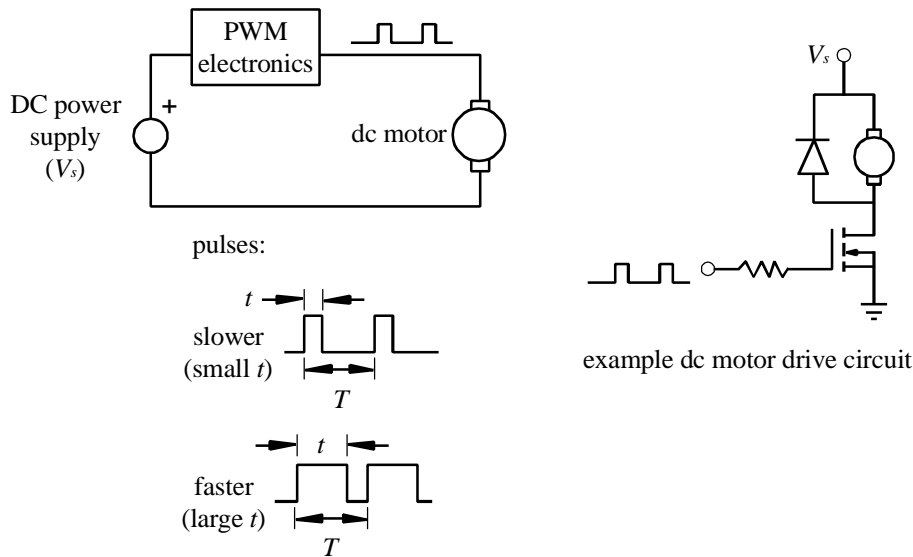 PWM
electronics
DC power
supply
(Vs)
+
dc motor
Vs
pulses:
t
slower
(small t)
T
example dc motor drive circuit
t
faster
(large t)
T